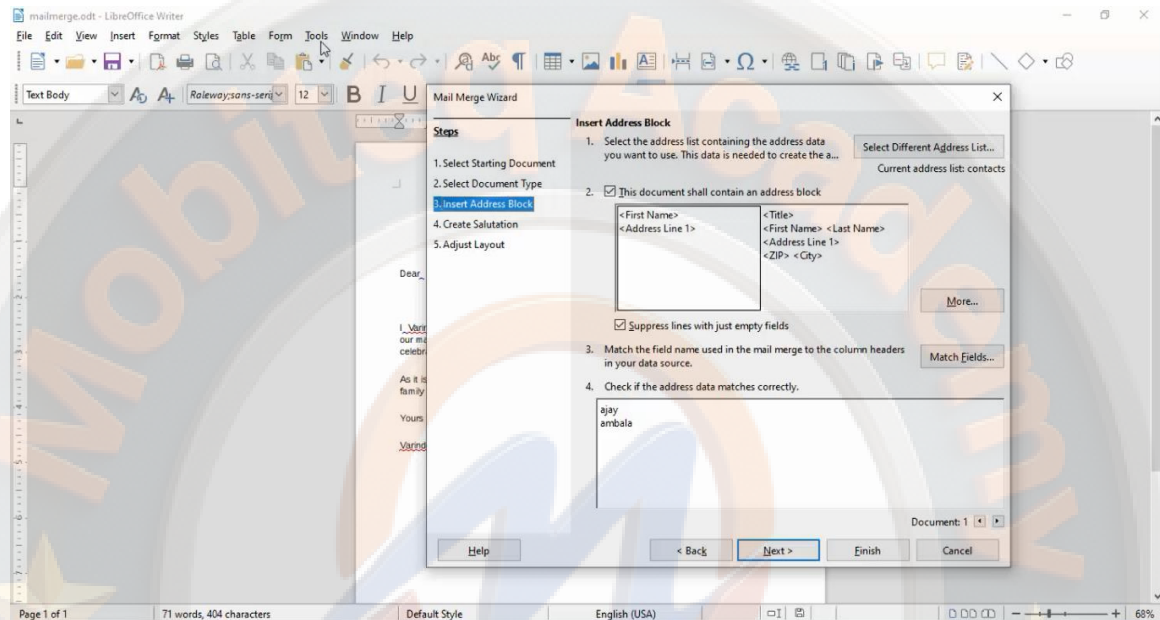 mailmerge.odt - LibreOffice Writer
File Edit View Insert Format Styles Table Form Tools Window Help
Text Body Raleway;sans-seri 12 B I U
Mail Merge Wizard
Steps
1. Select Starting Document
2. Select Document Type
3. Insert Address Block
4. Create Salutation
5. Adjust Layout
Insert Address Block
1. Select the address list containing the address data
you want to use. This data is needed to create the a...
Select Different Address List...
Current address list: contacts
2. This document shall contain an address block
<First Name>
<Address Line 1>
<Title>
<First Name> <Last Name>
<Address Line 1>
<ZIP> <City>
More...
Suppress lines with just empty fields
3. Match the field name used in the mail merge to the column headers
in your data source.
Match Fields...
4. Check if the address data matches correctly.
ajay
ambala
Document: 1
Help < Back Next > Finish Cancel
Dear
I
our
As it is
family
Yours
Page 1 of 1 71 words, 404 characters Default Style English (USA) 68%
Mobiteq Academy